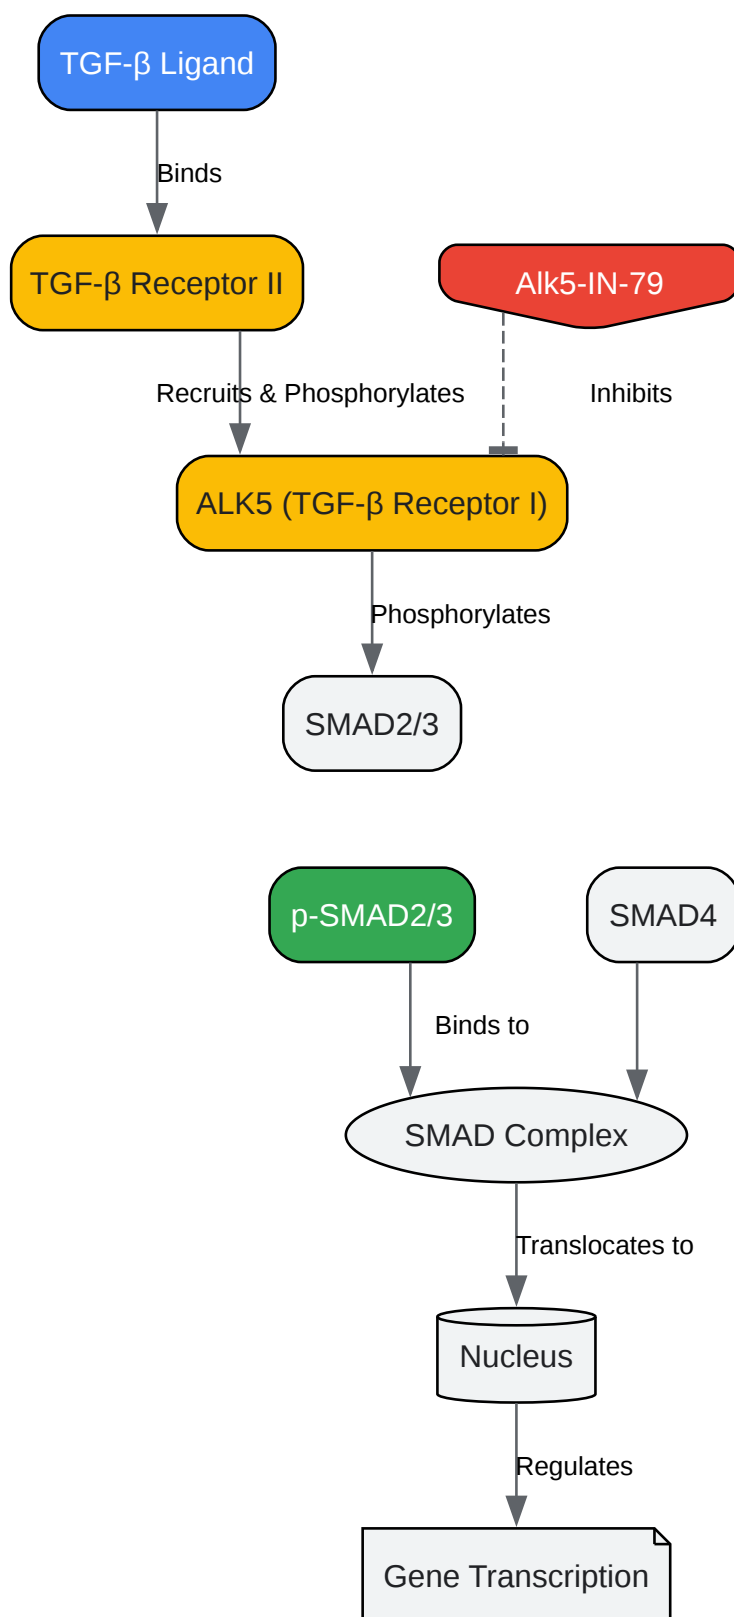 TGF-β Ligand
Binds
TGF-β Receptor II
Alk5-IN-79
Recruits & Phosphorylates
Inhibits
ALK5 (TGF-β Receptor I)
Phosphorylates
SMAD2/3
p-SMAD2/3
SMAD4
Binds to
SMAD Complex
Translocates to
Nucleus
Regulates
Gene Transcription